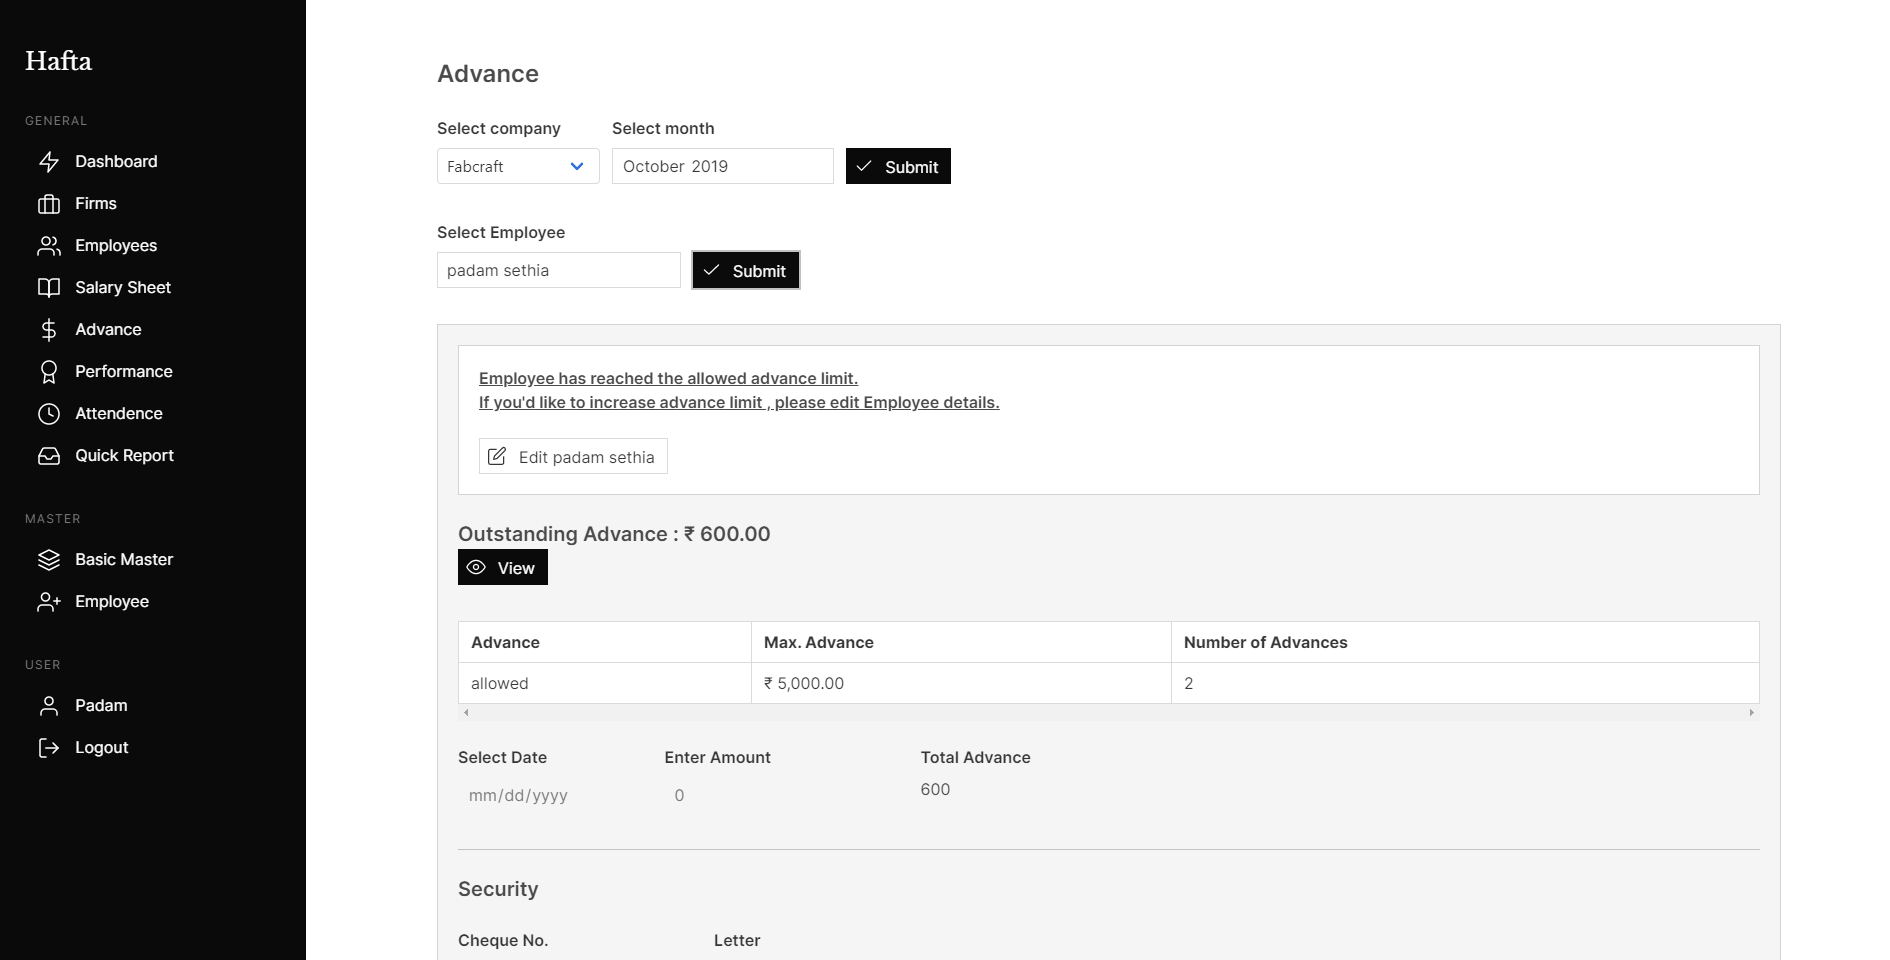 Hafta
GENERAL
Dashboard
Firms
Employees
Salary Sheet
Advance
Performance
Attendence
Quick Report
MASTER
Basic Master
Employee
USER
Padam
Logout
Advance
Select company Select month
Fabcraft October 2019 Submit
Select Employee
padam sethia Submit
Employee has reached the allowed advance limit.
If you'd like to increase advance limit , please edit Employee details.
Edit padam sethia
Outstanding Advance : ₹ 600.00
View
Advance Max. Advance Number of Advances
allowed ₹ 5,000.00 2
Select Date Enter Amount Total Advance
mm/dd/yyyy 0 600
Security
Cheque No. Letter